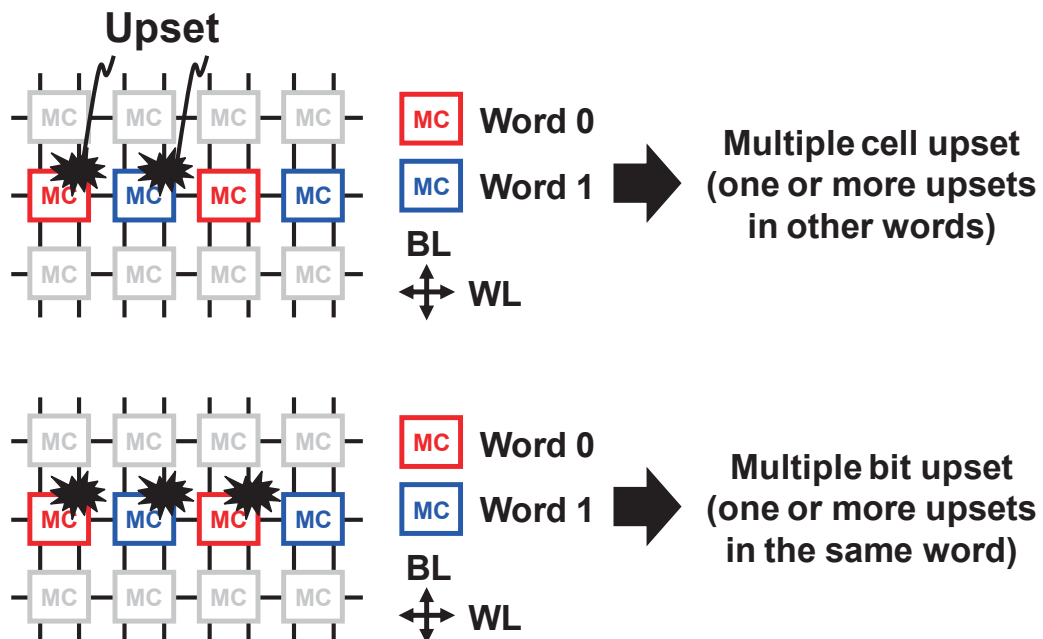 Upset
MC MC MC MC
MC MC MC MC
MC MC MC MC
MC Word 0
MC Word 1
BL
WL
Multiple cell upset
(one or more upsets
in other words)
MC MC MC MC
MC MC MC MC
MC MC MC MC
MC Word 0
MC Word 1
BL
WL
Multiple bit upset
(one or more upsets
in the same word)